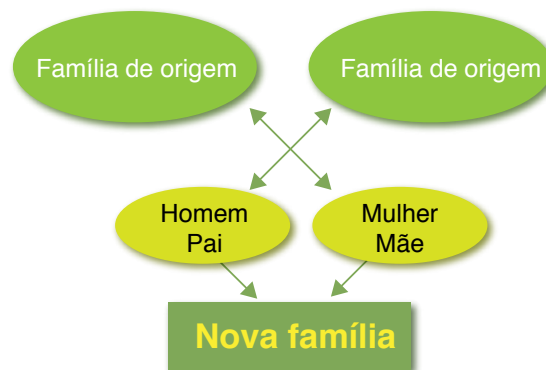 Família de origem
Família de origem
Homem
Pai
Mulher
Mãe
Nova família